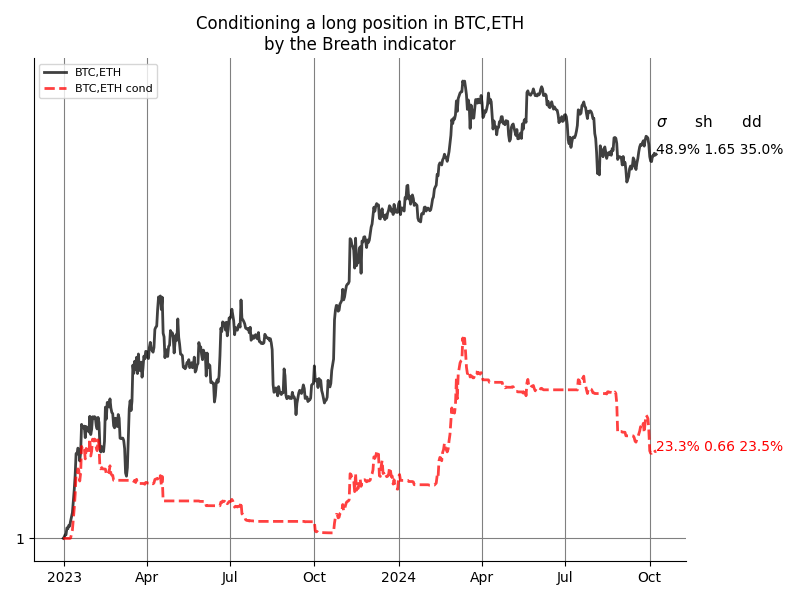 Conditioning a long position in BTC,ETH
by the Breath indicator
BTC,ETH
BTC,ETH cond
σ sh dd
48.9% 1.65 35.0%
23.3% 0.66 23.5%
1
2023 Apr Jul Oct 2024 Apr Jul Oct